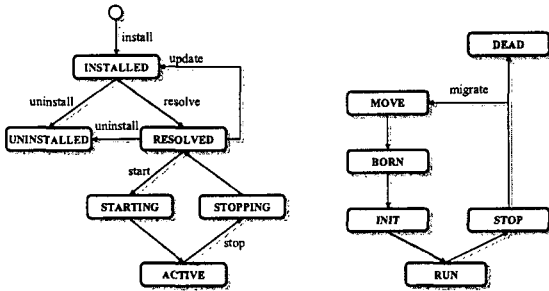 install
INSTALLED
update
uninstall
resolve
UNINSTALLED
uninstall
RESOLVED
start
STARTING
STOPPING
stop
ACTIVE
DEAD
migrate
MOVE
BORN
INIT
STOP
RUN